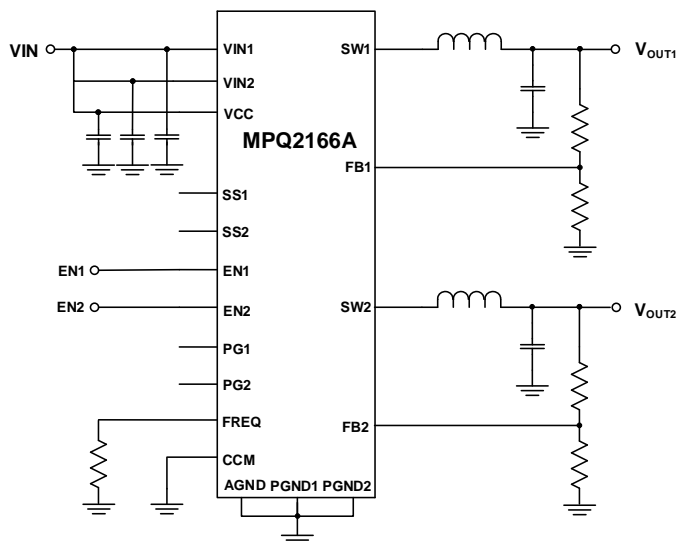 VIN
VIN1
VIN2
VCC
MPQ2166A
SS1
SS2
EN1
EN1
EN2
EN2
PG1
PG2
FREQ
CCM
AGND PGND1 PGND2
SW1
VOUT1
FB1
SW2
VOUT2
FB2